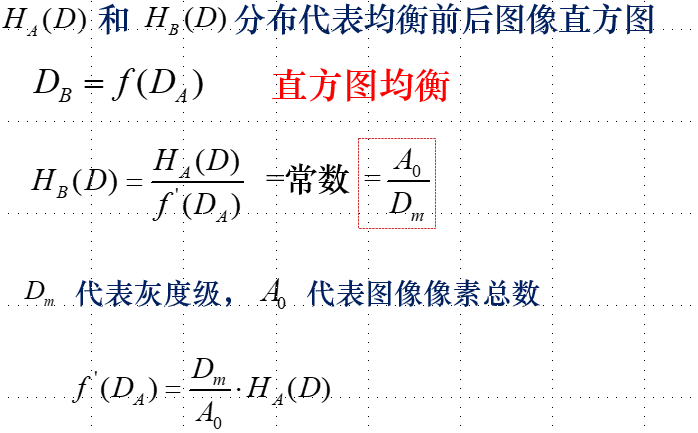 H_A(D) 和 H_B(D) 分布代表均衡前后图像直方图
D_B = f(D_A) 直方图均衡
H_B(D) = \frac{H_A(D)}{f'(D_A)} =常数 = \frac{A_0}{D_m}
D_m 代表灰度级， A_0 代表图像像素总数
f'(D_A) = \frac{D_m}{A_0} · H_A(D)